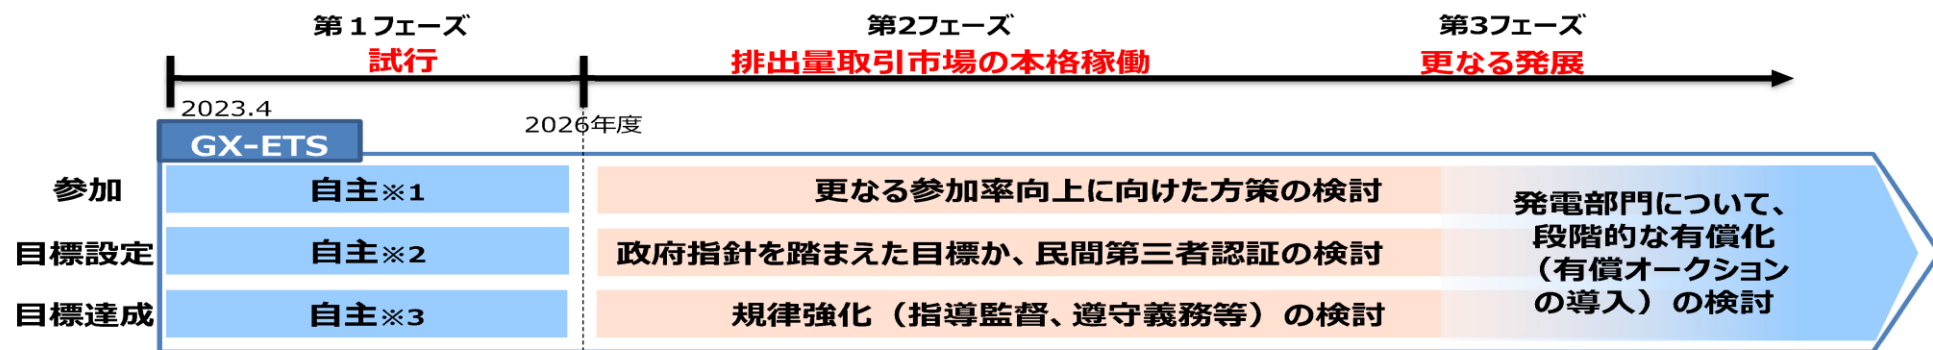 第１フェーズ
試行
第2フェーズ
排出量取引市場の本格稼働
第3フェーズ
更なる発展
2023.4
2026年度
GX-ETS
参加
自主※1
更なる参加率向上に向けた方策の検討
目標設定
自主※2
政府指針を踏まえた目標か、民間第三者認証の検討
目標達成
自主※3
規律強化（指導監督、遵守義務等）の検討
発電部門について、
段階的な有償化
（有償オークション
の導入）の検討